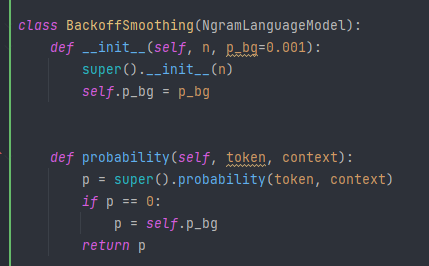 class BackoffSmoothing(NgramLanguageModel):
    def __init__(self, n, p_bg=0.001):
        super().__init__(n)
        self.p_bg = p_bg
    def probability(self, token, context):
        p = super().probability(token, context)
        if p == 0:
            p = self.p_bg
        return p